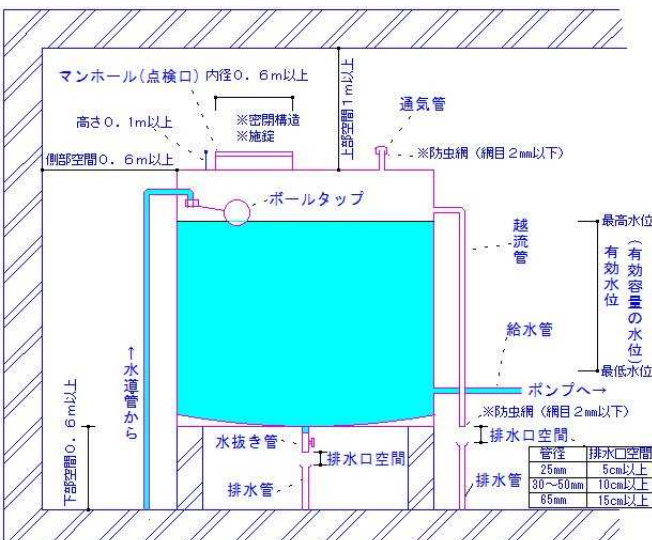 マンホール(点検口)
内径0.6m以上
高さ0.1m以上
※密閉構造
※施錠
上部空間1m以上
通気管
※防虫網(網目2mm以下)
側部空間0.6m以上
ボールタップ
越流管
最高水位
有効水位
(有効容量の水位)
最低水位
給水管
ポンプへ→
↑水道管から
下部空間0.6m以上
※防虫網(網目2mm以下)
水抜き管
排水口空間
排水口空間
排水管
排水管
管径 排水口空間
25mm 5cm以上
30~50mm 10cm以上
65mm 15cm以上